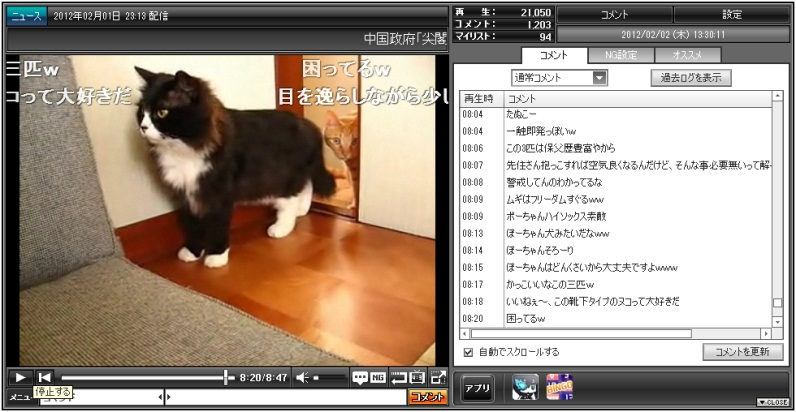 ニュース 2012年02月01日 23:13 配信
中国政府「尖閣
三匹w
困ってるw
コって大好きだ
目を逸らしながら少し
8:20/8:47
NG
メニュー
停止する
コメント
再生: 21,050
コメント: 1,203
マイリスト: 94
コメント 設定
2012/02/02 (木) 13:30:11
コメント NG設定 オススメ
通常コメント 過去ログを表示
再生時 コメント
08:04 たぬこー
08:04 一触即発っぽいw
08:06 この3匹は保父歴豊富やから
08:07 先住さん抱っこすれば空気良くなるんだけど、そんな事必要無いって解
08:08 警戒してんのわかってるな
08:09 ムギはフリーダムすぐるww
08:09 ポーちゃんハイソックス素敵
08:13 ぽーちゃん犬みたいだなww
08:14 ぽーちゃんそろーり
08:15 ぽーちゃんはどんくさいから大丈夫ですよwww
08:17 かっこいいなこの三匹w
08:18 いいねぇ～、この靴下タイプのヌコって大好きだ
08:20 困ってるw
自動でスクロールする コメントを更新
アプリ
BINGO
▼CLOSE